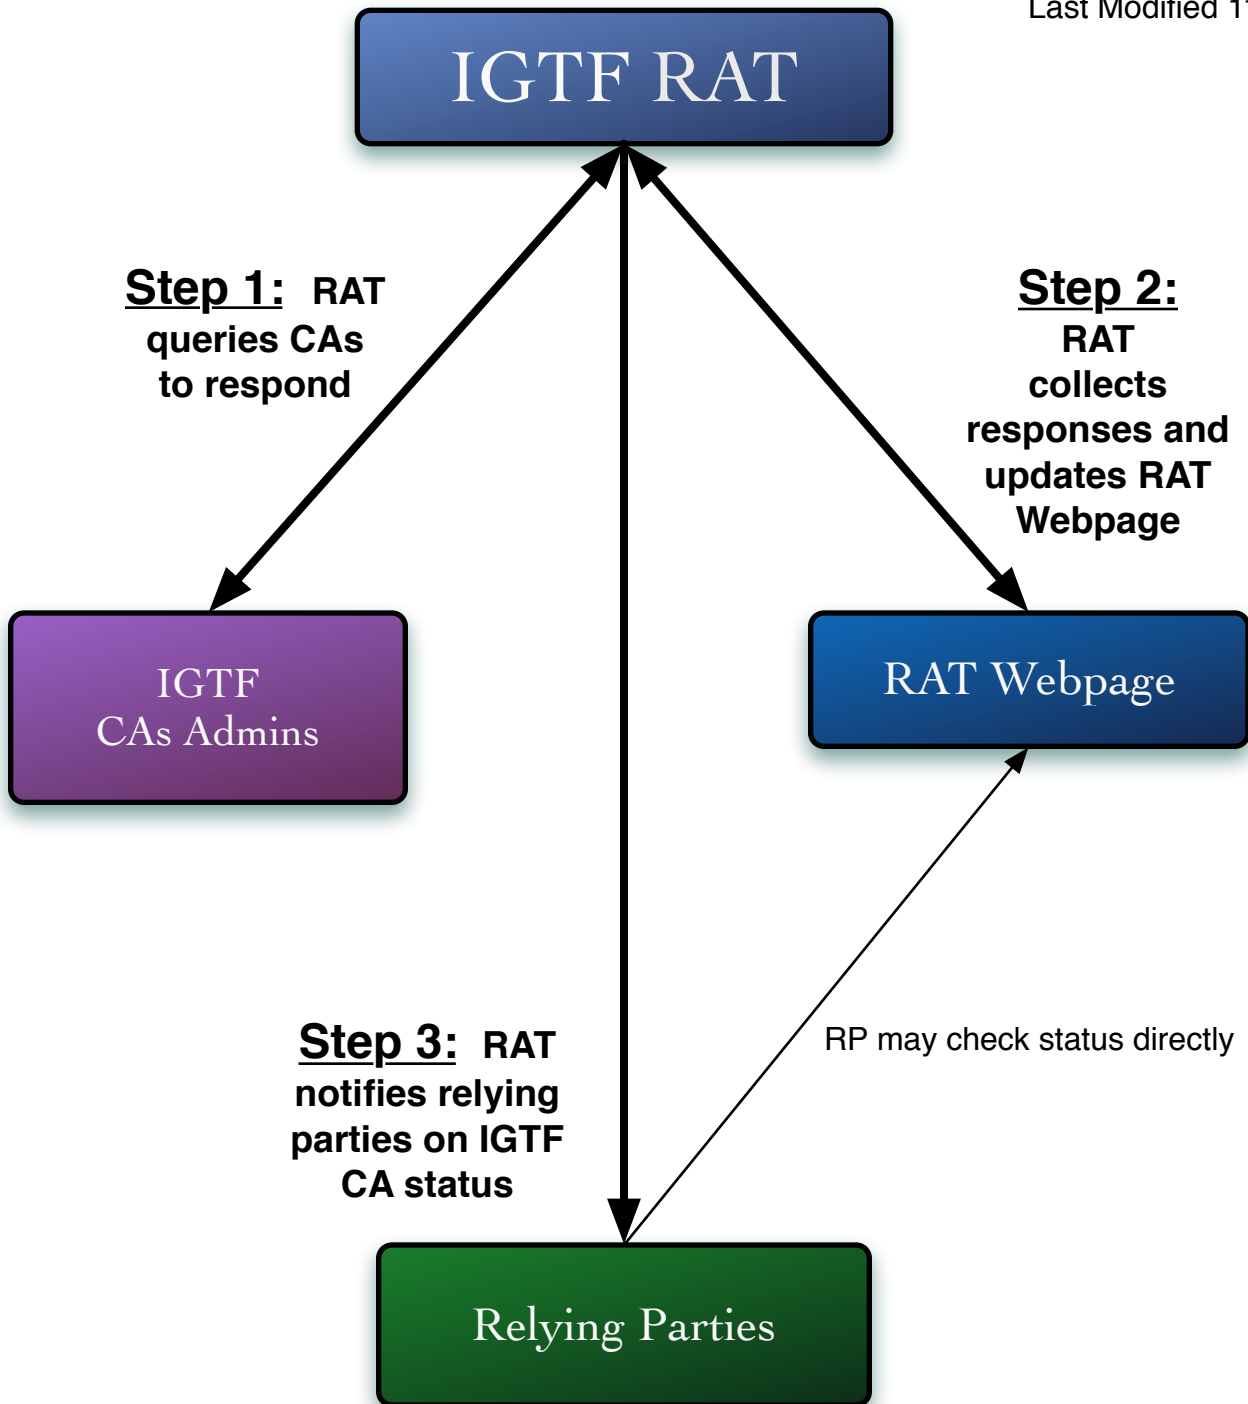 Last Modified
IGTF RAT
Step 1: RAT
queries CAs
to respond
Step 2:
RAT
collects
responses and
updates RAT
Webpage
IGTF
CAs Admins
RAT Webpage
Step 3: RAT
notifies relying
parties on IGTF
CA status
RP may check status directly
Relying Parties